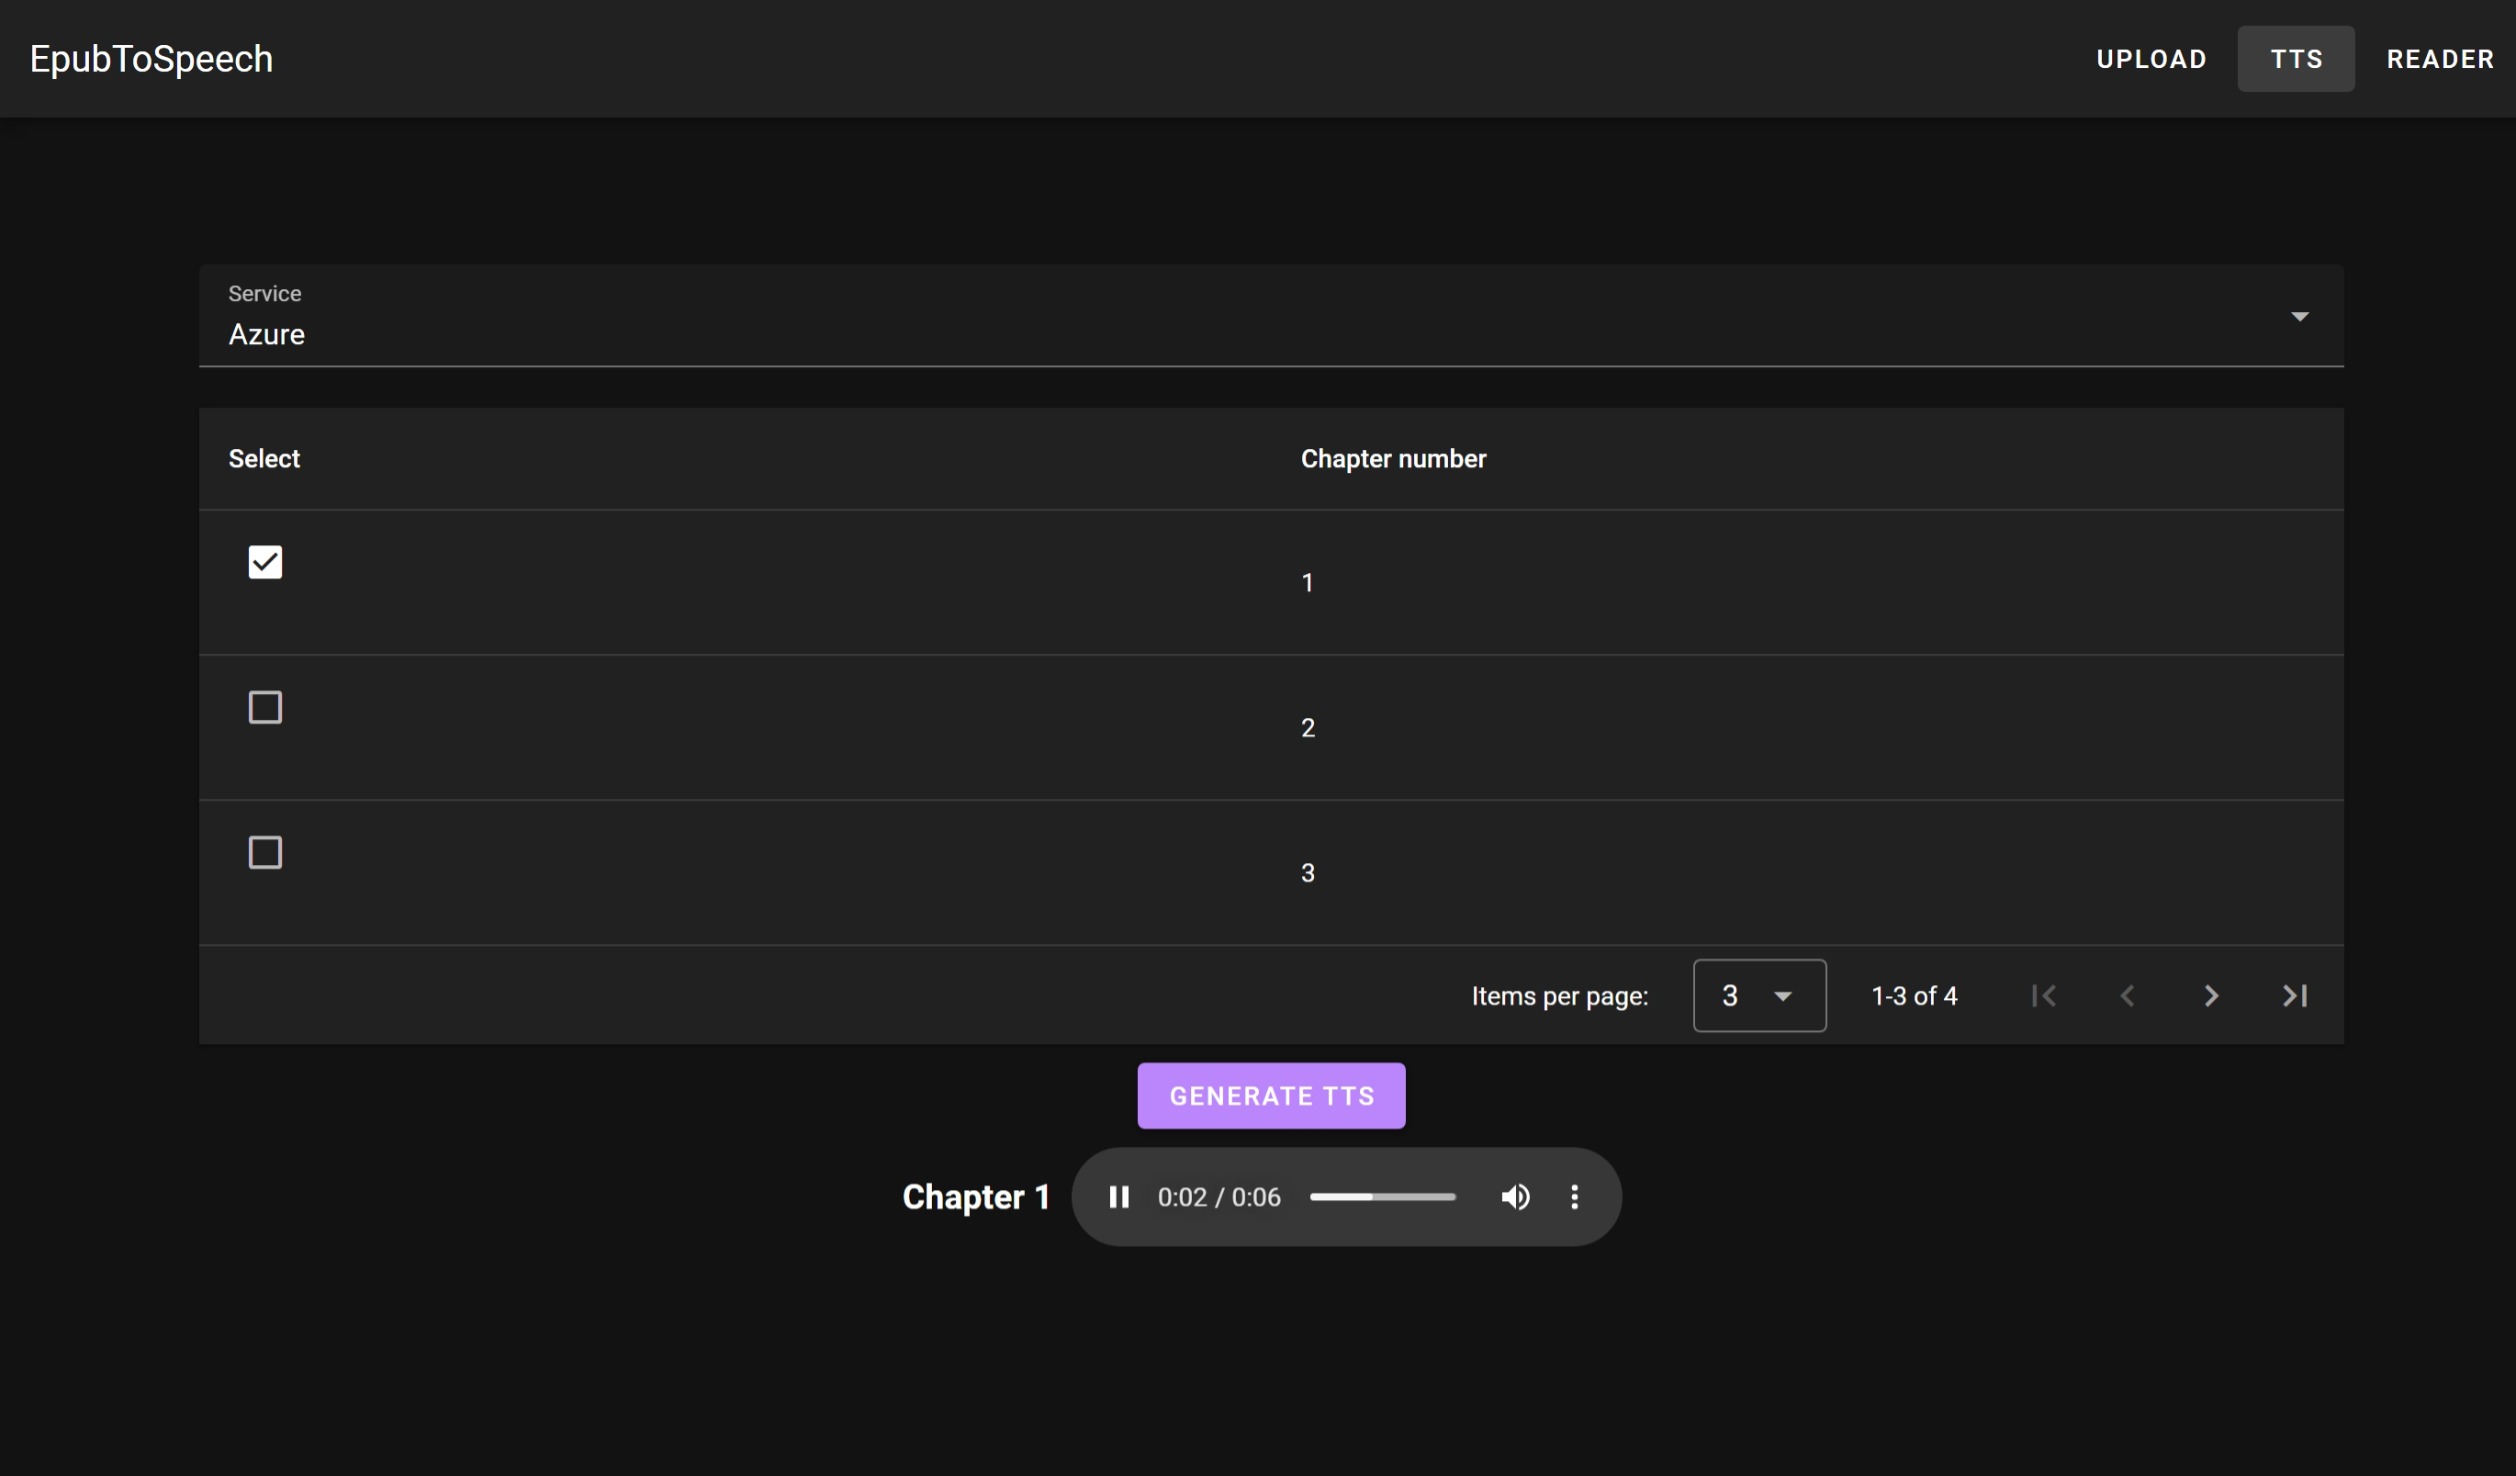 EpubToSpeech UPLOAD TTS READER
Service
Azure
Select Chapter number
1
2
3
Items per page: 3 1-3 of 4
GENERATE TTS
Chapter 1 0:02 / 0:06